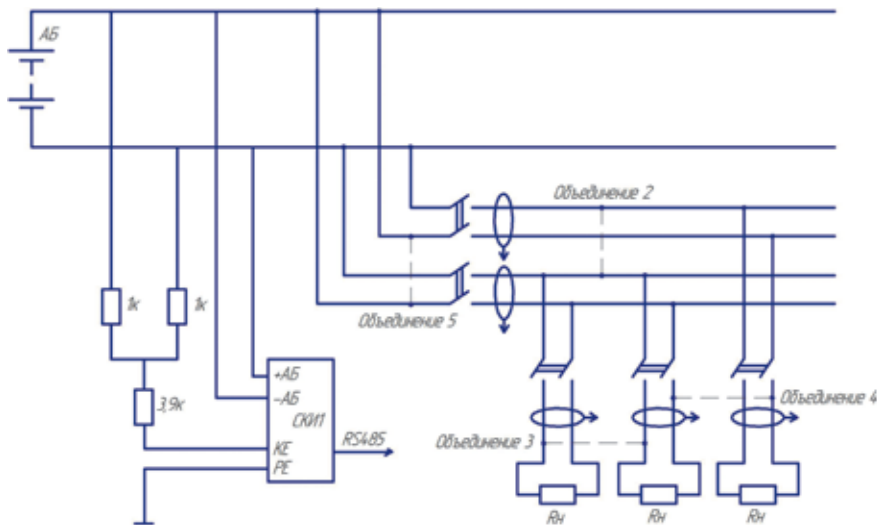 АБ
Объединение 2
1к
1к
Объединение 5
3,9к
+АБ
-АБ
СКИ1
RS485
КЕ
РЕ
Объединение 4
Объединение 3
Rн
Rн
Rн